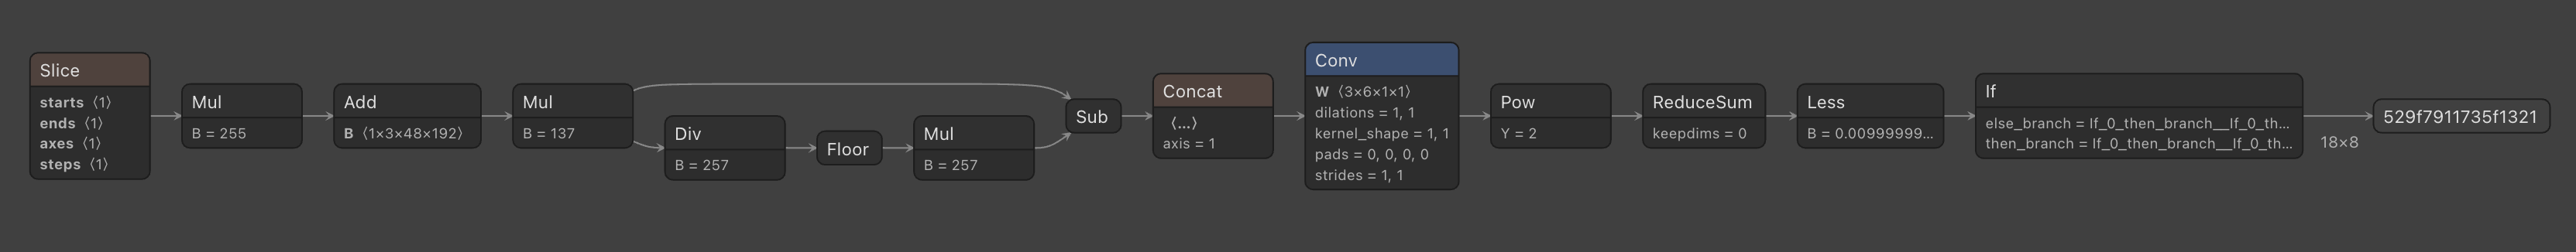 Slice
starts ⟨1⟩
ends ⟨1⟩
axes ⟨1⟩
steps ⟨1⟩
Mul
B = 255
Add
B ⟨1×3×48×192⟩
Mul
B = 137
Div
B = 257
Floor
Mul
B = 257
Sub
Concat
⟨…⟩
axis = 1
Conv
W ⟨3×6×1×1⟩
dilations = 1, 1
kernel_shape = 1, 1
pads = 0, 0, 0, 0
strides = 1, 1
Pow
Y = 2
ReduceSum
keepdims = 0
Less
B = 0.00999999…
If
else_branch = If_0_then_branch__If_0_th…
then_branch = If_0_then_branch__If_0_th…
18×8
529f7911735f1321